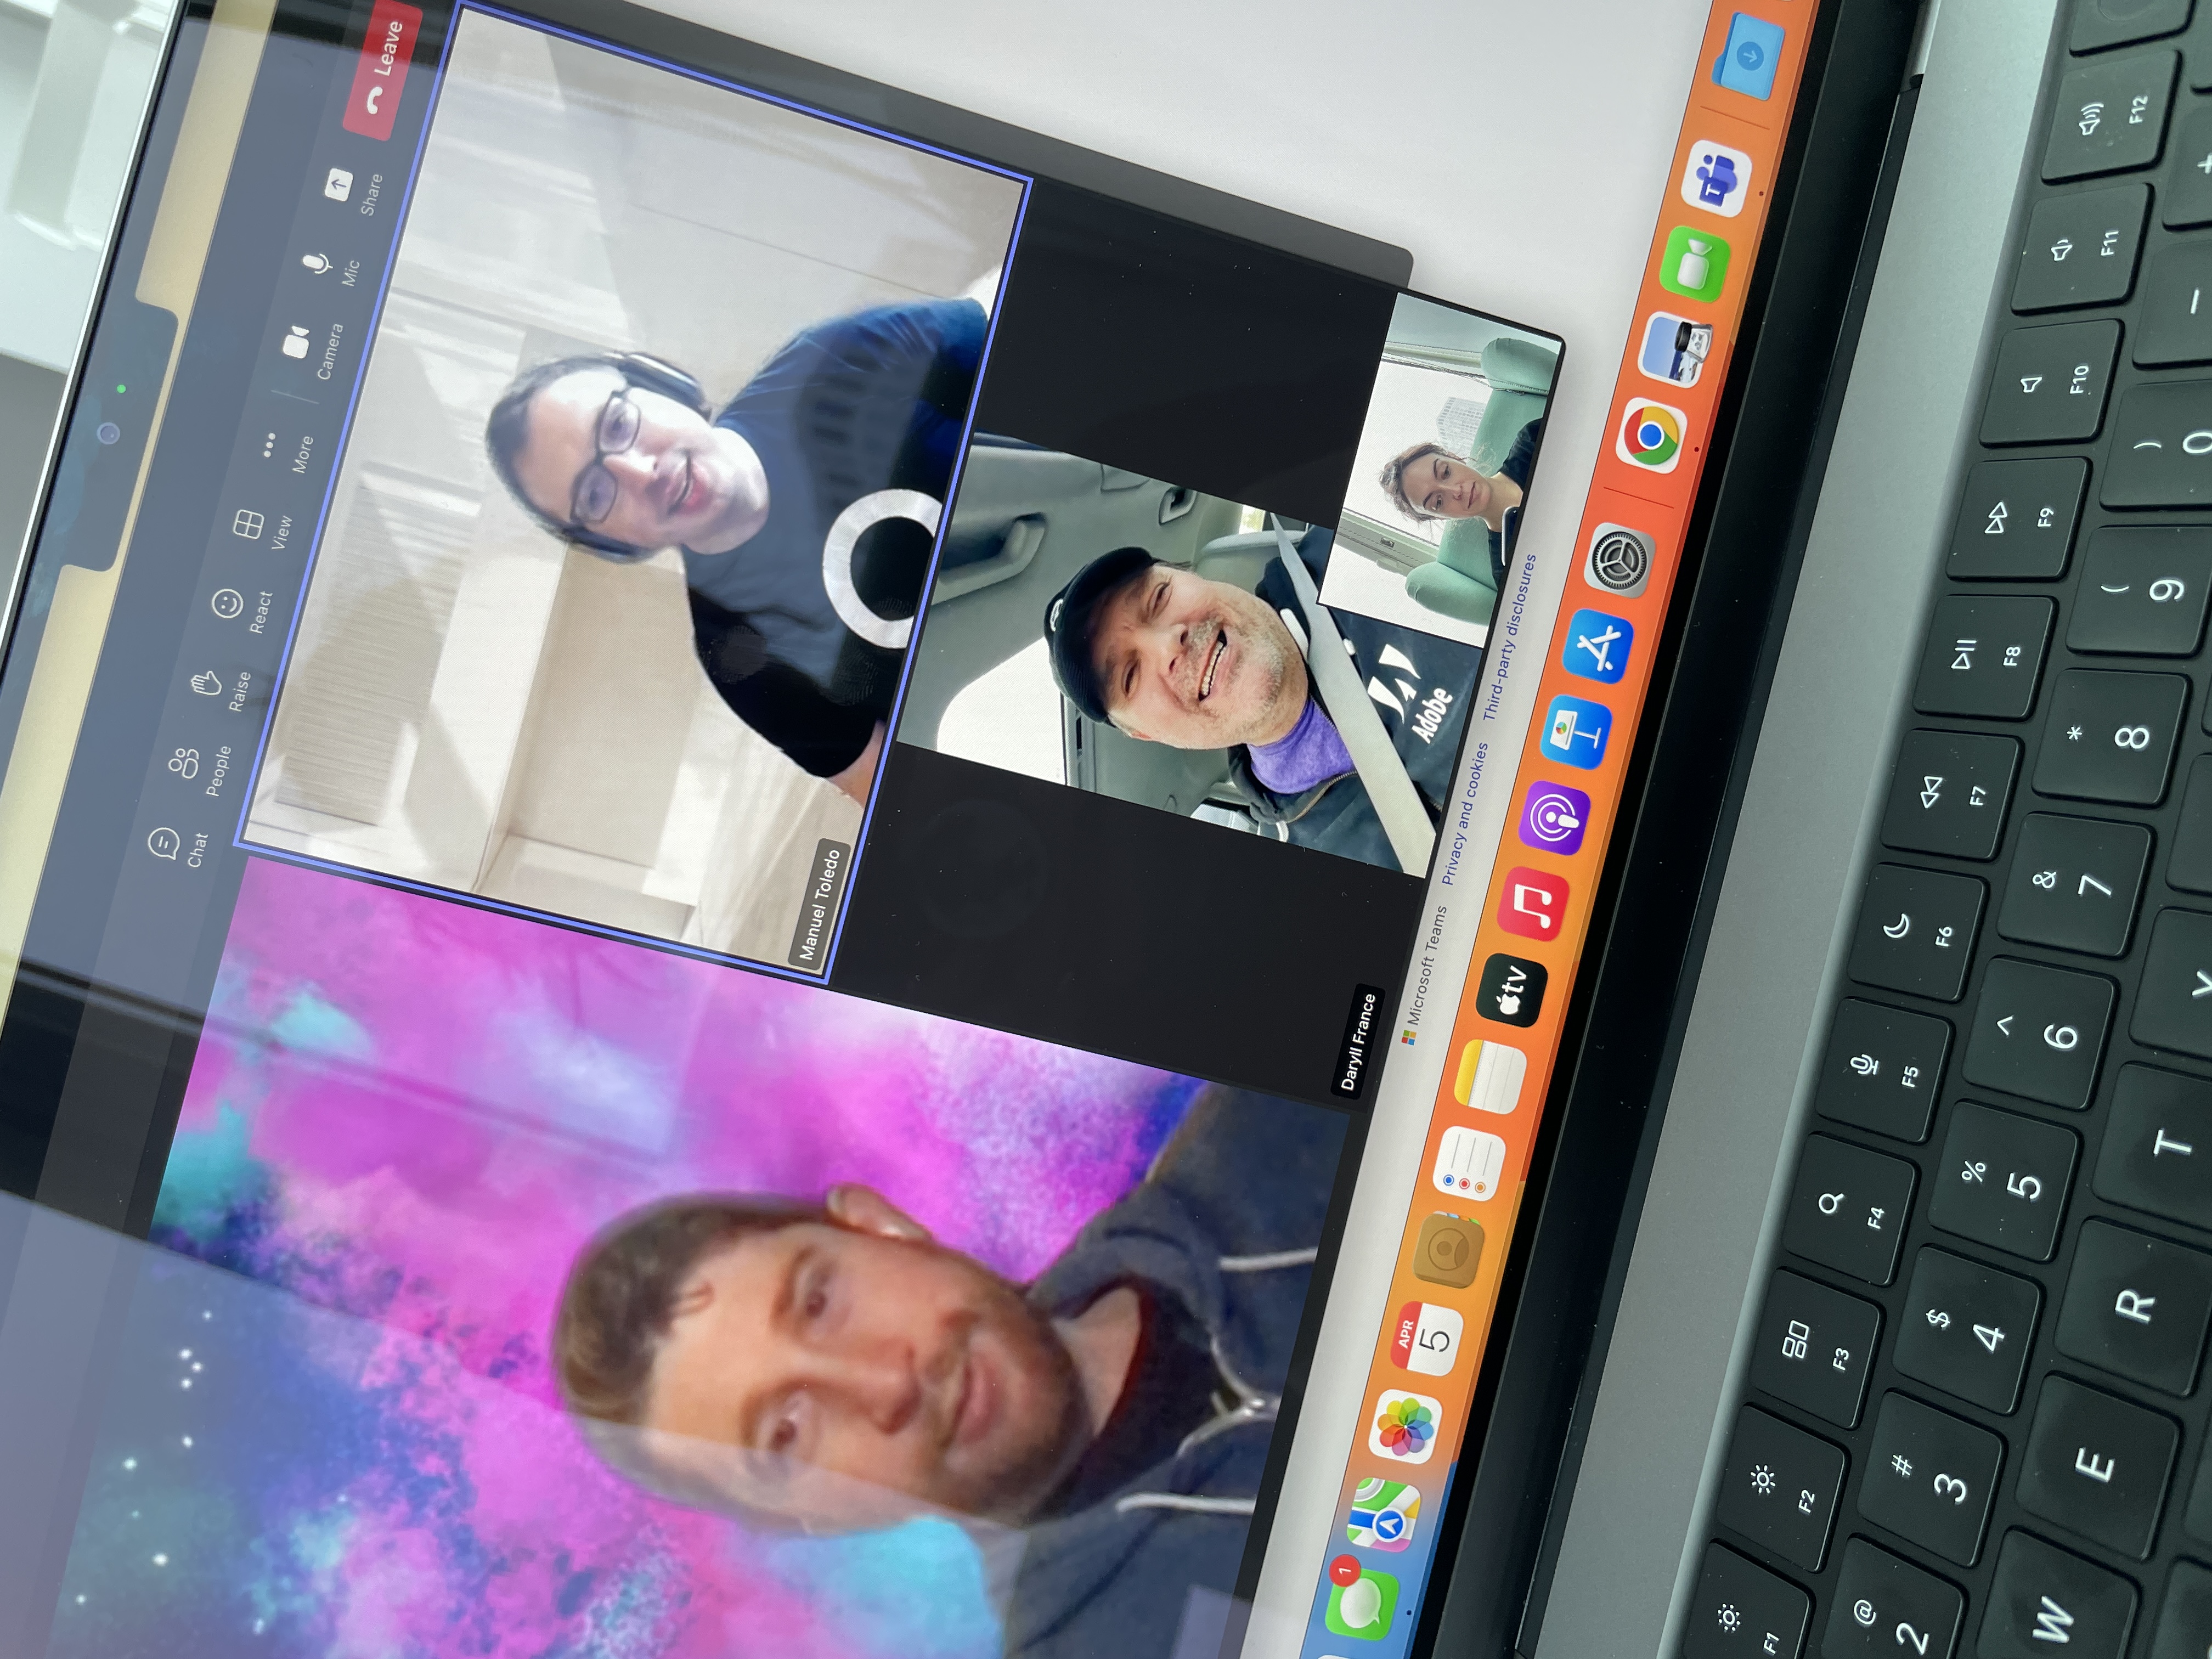 Chat
People
Raise
React
View
More
Camera
Mic
Share
Leave
Manuel Toledo
Daryll France
Adobe
Microsoft Teams
Privacy and cookies
Third-party disclosures
1
APR
5
tv
T
F1
F2
F3
F4
F5
F6
F7
F8
F9
F10
F11
F12
@
2
#
3
$
4
%
5
^
6
&
7
*
8
(
9
)
0
–
+
W
E
R
T
Y